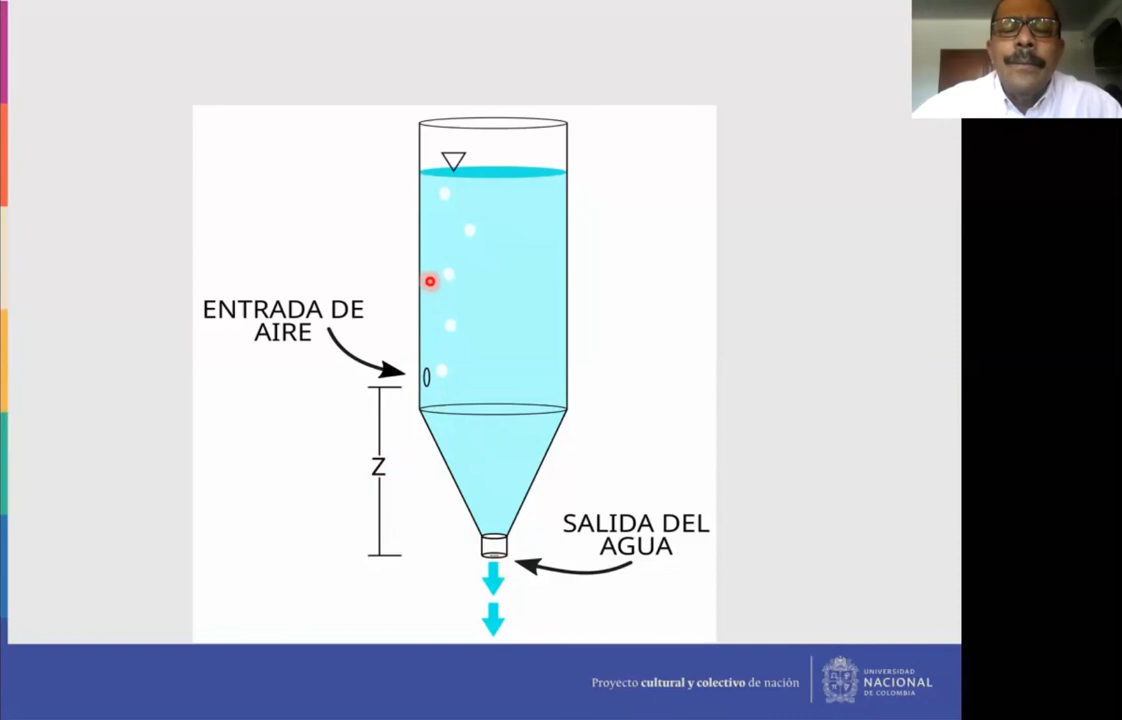 ENTRADA DE
AIRE
Z
SALIDA DEL
AGUA
Proyecto cultural y colectivo de nación
UNIVERSIDAD
NACIONAL
DE COLOMBIA